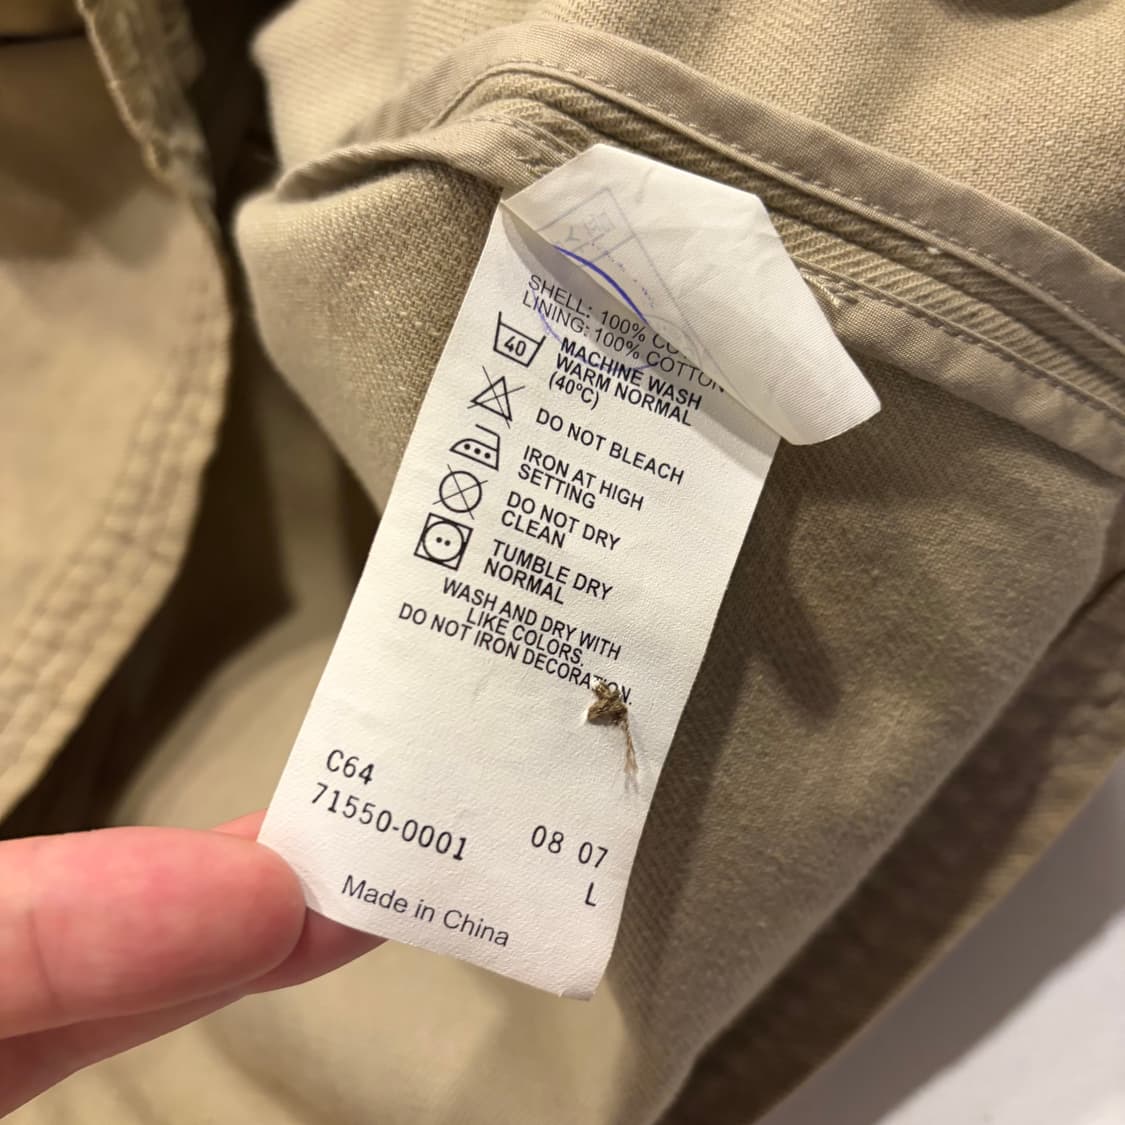 SHELL: 100%
LINING: 100% COTTON
40
MACHINE WASH
WARM NORMAL
(40ºC)
DO NOT BLEACH
IRON AT HIGH
SETTING
DO NOT DRY
CLEAN
TUMBLE DRY
NORMAL
WASH AND DRY WITH
LIKE COLORS.
DO NOT IRON DECORATION.
C64
71550-0001
08 07
L
Made in China